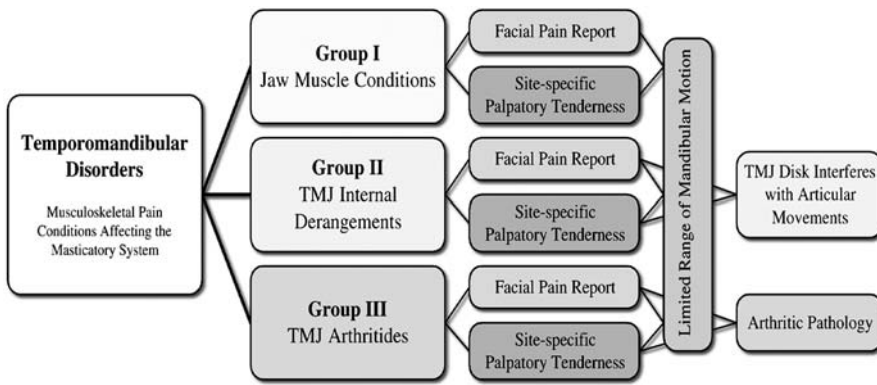 Temporomandibular
Disorders
Musculoskeletal Pain
Conditions Affecting the
Masticatory System
Group I
Jaw Muscle Conditions
Facial Pain Report
Site-specific
Palpatory Tenderness
Group II
TMJ Internal
Derangements
Facial Pain Report
Site-specific
Palpatory Tenderness
Group III
TMJ Arthritides
Facial Pain Report
Site-specific
Palpatory Tenderness
Limited Range of Mandibular Motion
TMJ Disk Interferes
with Articular
Movements
Arthritic Pathology